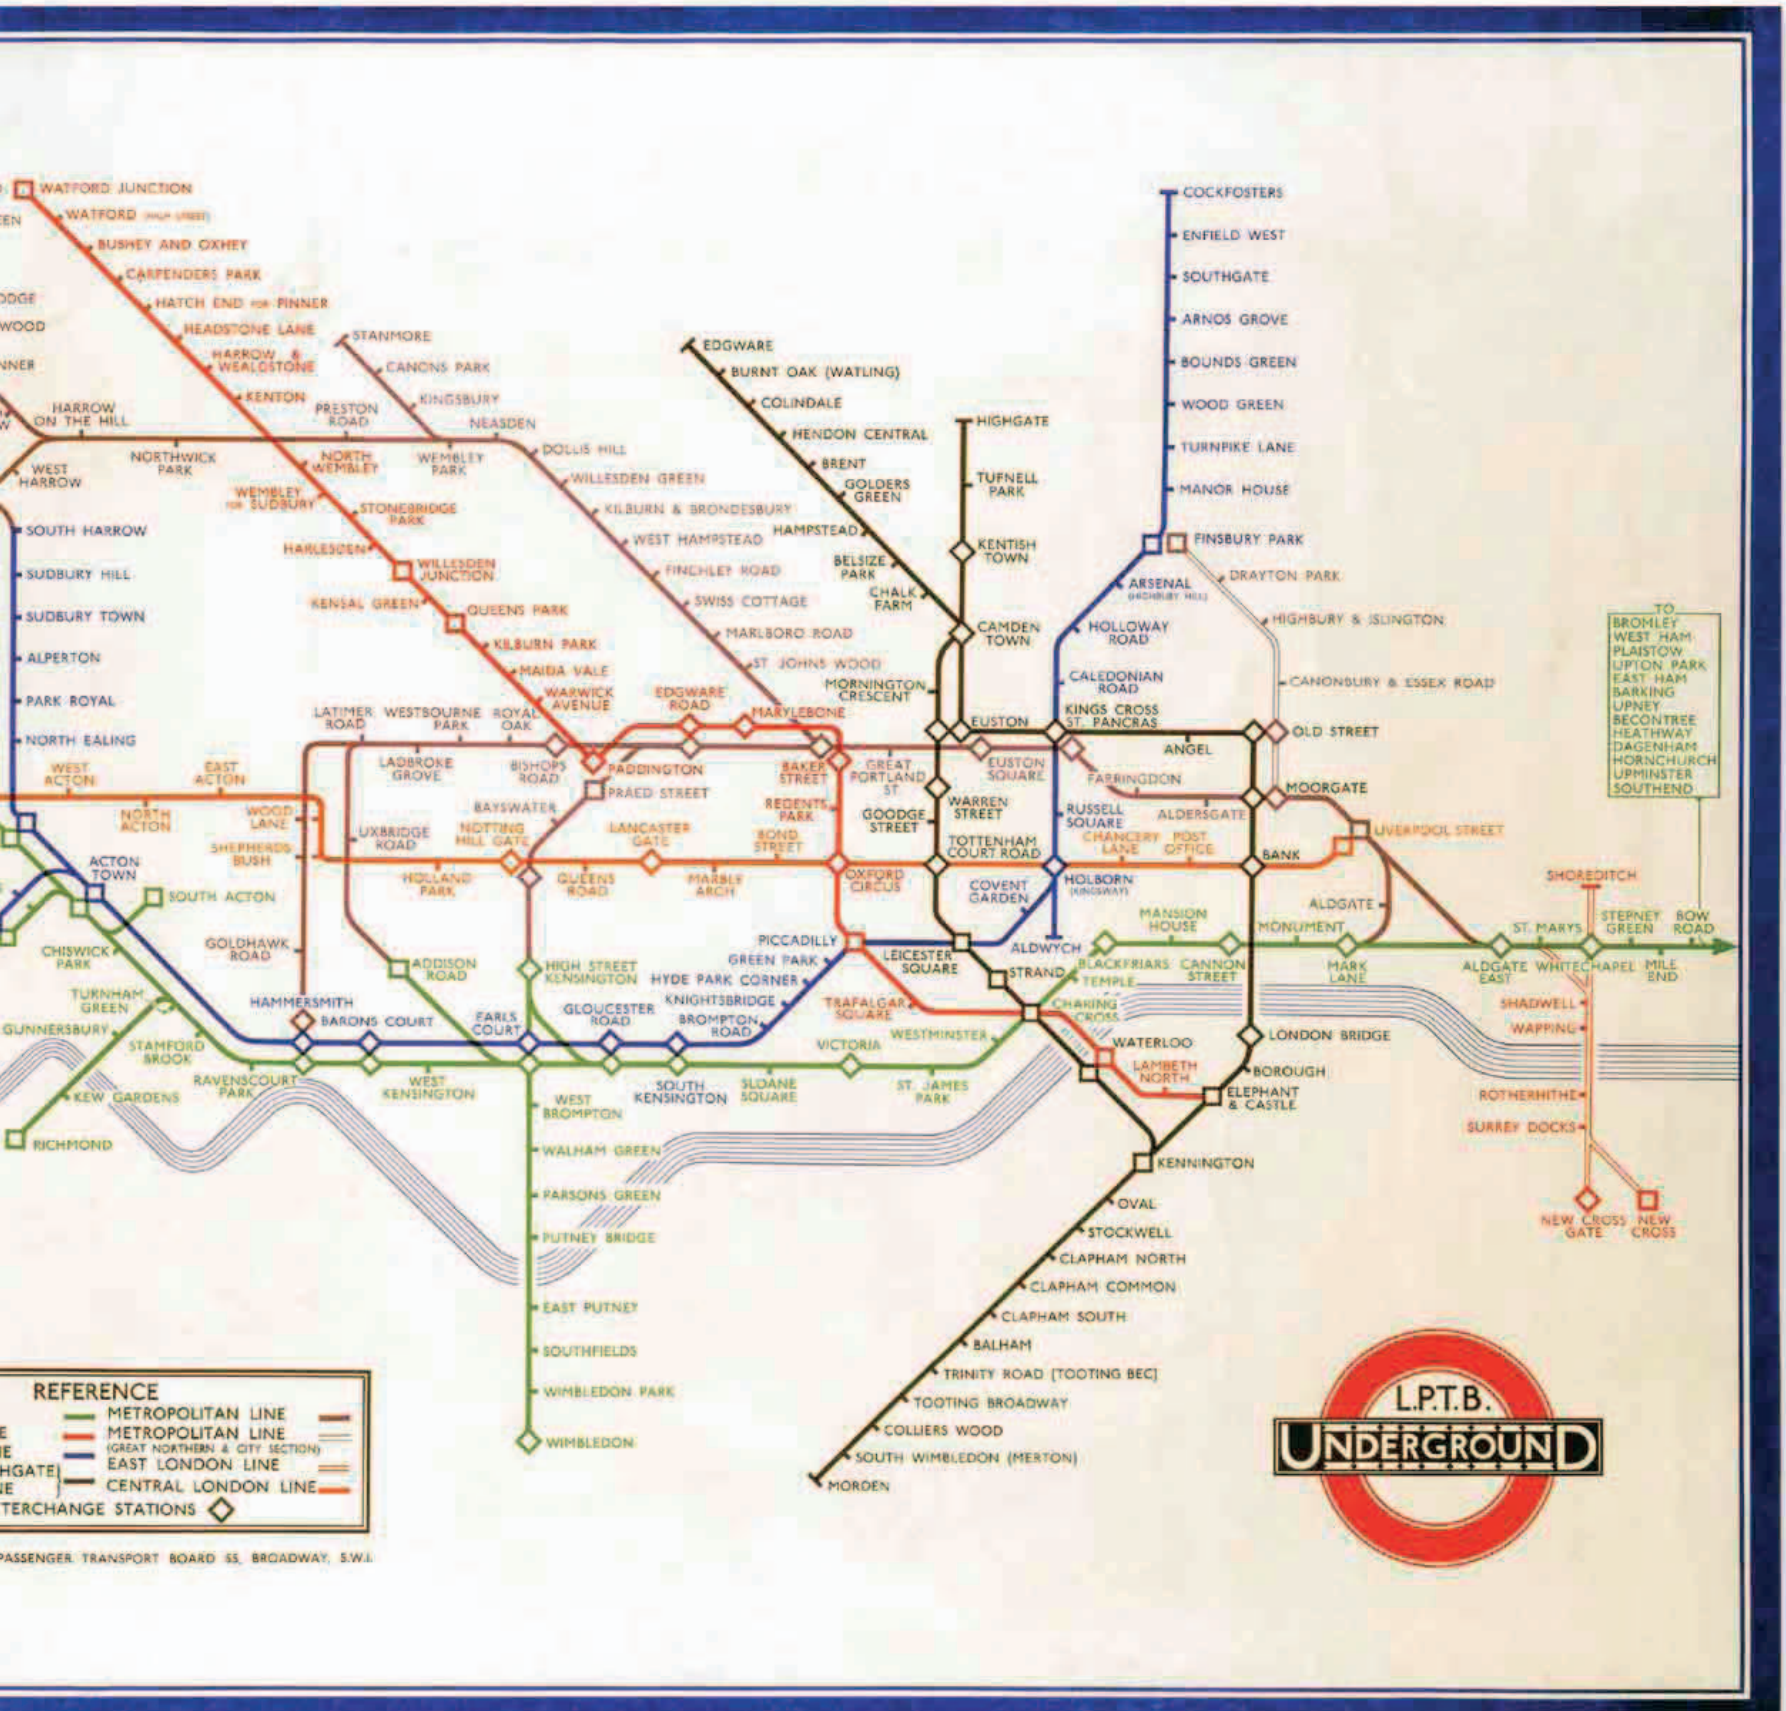 WATFORD JUNCTION
WATFORD (HIGH STREET)
BUSHEY AND OXHEY
CARPENDERS PARK
HATCH END FOR PINNER
HEADSTONE LANE
HARROW &
WEALDSTONE
KENTON
HARROW
ON THE HILL
WEST
HARROW
NORTHWICK
PARK
PRESTON
ROAD
NORTH
WEMBLEY
WEMBLEY
FOR SUDBURY
STONEBRIDGE
PARK
HARLESDEN
WILLESDEN
JUNCTION
KENSAL GREEN
QUEENS PARK
KILBURN PARK
MAIDA VALE
WARWICK
AVENUE
STANMORE
CANONS PARK
KINGSBURY
WEMBLEY
PARK
NEASDEN
DOLLIS HILL
WILLESDEN GREEN
KILBURN & BRONDESBURY
WEST HAMPSTEAD
FINCHLEY ROAD
SWISS COTTAGE
MARLBORO ROAD
ST JOHNS WOOD
EDGWARE
BURNT OAK (WATLING)
COLINDALE
HENDON CENTRAL
BRENT
GOLDERS
GREEN
HAMPSTEAD
BELSIZE
PARK
CHALK
FARM
HIGHGATE
TUFNELL
PARK
KENTISH
TOWN
CAMDEN
TOWN
MORNINGTON
CRESCENT
COCKFOSTERS
ENFIELD WEST
SOUTHGATE
ARNOS GROVE
BOUNDS GREEN
WOOD GREEN
TURNPIKE LANE
MANOR HOUSE
FINSBURY PARK
ARSENAL
(HIGHBURY HILL)
HOLLOWAY
ROAD
CALEDONIAN
ROAD
KINGS CROSS
ST. PANCRAS
DRAYTON PARK
HIGHBURY & ISLINGTON
CANONBURY & ESSEX ROAD
OLD STREET
MOORGATE
TO
BROMLEY
WEST HAM
PLAISTOW
UPTON PARK
EAST HAM
BARKING
UPNEY
BECONTREE
HEATHWAY
DAGENHAM
HORNCHURCH
UPMINSTER
SOUTHEND
SOUTH HARROW
SUDBURY HILL
SUDBURY TOWN
ALPERTON
PARK ROYAL
NORTH EALING
WEST
ACTON
NORTH
ACTON
EAST
ACTON
WOOD
LANE
SHEPHERDS
BUSH
LATIMER
ROAD
LADBROKE
GROVE
WESTBOURNE
PARK
ROYAL
OAK
BISHOPS
ROAD
PADDINGTON
PRAED STREET
BAYSWATER
EDGWARE
ROAD
MARYLEBONE
BAKER
STREET
GREAT
PORTLAND
ST
EUSTON
SQUARE
EUSTON
ANGEL
FARRINGDON
ALDERSGATE
LIVERPOOL STREET
REGENTS
PARK
GOODGE
STREET
WARREN
STREET
TOTTENHAM
COURT ROAD
RUSSELL
SQUARE
CHANCERY
LANE
POST
OFFICE
BANK
UXBRIDGE
ROAD
HOLLAND
PARK
NOTTING
HILL GATE
QUEENS
ROAD
LANCASTER
GATE
MARBLE
ARCH
BOND
STREET
OXFORD
CIRCUS
HOLBORN
(KINGSWAY)
COVENT
GARDEN
ALDWYCH
ACTON
TOWN
SOUTH ACTON
CHISWICK
PARK
TURNHAM
GREEN
GUNNERSBURY
KEW GARDENS
RICHMOND
STAMFORD
BROOK
RAVENSCOURT
PARK
GOLDHAWK
ROAD
HAMMERSMITH
BARONS COURT
WEST
KENSINGTON
ADDISON
ROAD
EARLS
COURT
HIGH STREET
KENSINGTON
GLOUCESTER
ROAD
SOUTH
KENSINGTON
BROMPTON
ROAD
KNIGHTSBRIDGE
HYDE PARK CORNER
GREEN PARK
PICCADILLY
LEICESTER
SQUARE
STRAND
TRAFALGAR
SQUARE
CHARING
CROSS
WESTMINSTER
ST. JAMES
PARK
VICTORIA
SLOANE
SQUARE
TEMPLE
BLACKFRIARS
MANSION
HOUSE
CANNON
STREET
MONUMENT
MARK
LANE
ALDGATE
ALDGATE
EAST
ST. MARYS
WHITECHAPEL
STEPNEY
GREEN
MILE
END
BOW
ROAD
SHOREDITCH
SHADWELL
WAPPING
ROTHERHITHE
SURREY DOCKS
NEW CROSS
GATE
NEW
CROSS
WATERLOO
LAMBETH
NORTH
LONDON BRIDGE
BOROUGH
ELEPHANT
& CASTLE
KENNINGTON
OVAL
STOCKWELL
CLAPHAM NORTH
CLAPHAM COMMON
CLAPHAM SOUTH
BALHAM
TRINITY ROAD (TOOTING BEC)
TOOTING BROADWAY
COLLIERS WOOD
SOUTH WIMBLEDON (MERTON)
MORDEN
WEST
BROMPTON
WALHAM GREEN
PARSONS GREEN
PUTNEY BRIDGE
EAST PUTNEY
SOUTHFIELDS
WIMBLEDON PARK
WIMBLEDON
REFERENCE
METROPOLITAN LINE
METROPOLITAN LINE
(GREAT NORTHERN & CITY SECTION)
EAST LONDON LINE
CENTRAL LONDON LINE
TERCHANGE STATIONS
PASSENGER TRANSPORT BOARD 55, BROADWAY, S.W.1.
L.P.T.B.
UNDERGROUND